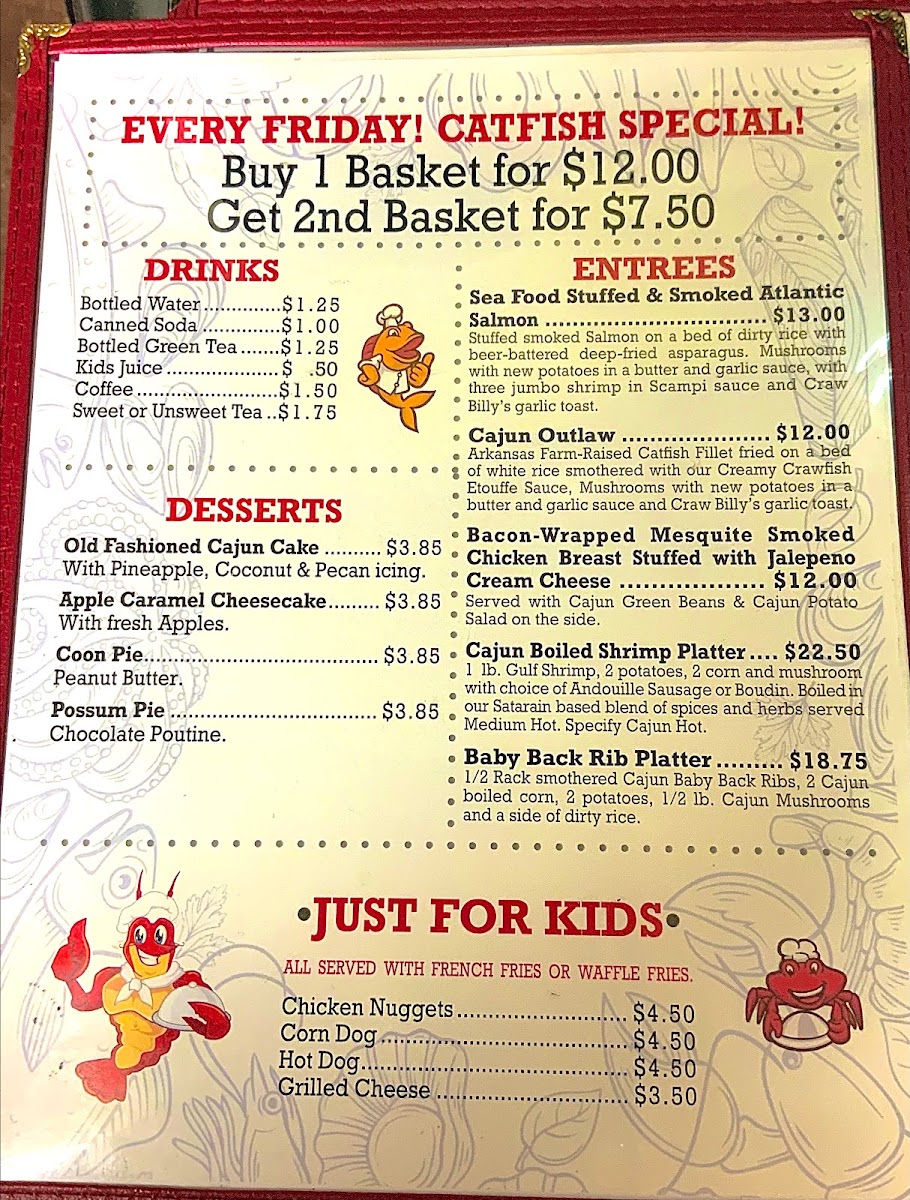 EVERY FRIDAY! CATFISH SPECIAL!
Buy 1 Basket for $12.00
Get 2nd Basket for $7.50
DRINKS
Bottled Water.............$1.25
Canned Soda.............$1.00
Bottled Green Tea.......$1.25
Kids Juice.....................$ .50
Coffee..........................$1.50
Sweet or Unsweet Tea..$1.75
DESSERTS
Old Fashioned Cajun Cake .......... $3.85
With Pineapple, Coconut & Pecan icing.
Apple Caramel Cheesecake......... $3.85
With fresh Apples.
Coon Pie...................................... $3.85
Peanut Butter.
Possum Pie .................................. $3.85
Chocolate Poutine.
ENTREES
Sea Food Stuffed & Smoked Atlantic
Salmon .................................. $13.00
Stuffed smoked Salmon on a bed of dirty rice with
beer-battered deep-fried asparagus. Mushrooms
with new potatoes in a butter and garlic sauce, with
three jumbo shrimp in Scampi sauce and Craw
Billy's garlic toast.
Cajun Outlaw ...................... $12.00
Arkansas Farm-Raised Catfish Fillet fried on a bed
of white rice smothered with our Creamy Crawfish
Etouffe Sauce, Mushrooms with new potatoes in a
butter and garlic sauce and Craw Billy's garlic toast.
Bacon-Wrapped Mesquite Smoked
Chicken Breast Stuffed with Jalepeno
Cream Cheese .................. $12.00
Served with Cajun Green Beans & Cajun Potato
Salad on the side.
Cajun Boiled Shrimp Platter.... $22.50
1 lb. Gulf Shrimp, 2 potatoes, 2 corn and mushroom
with choice of Andouille Sausage or Boudin. Boiled in
our Satarain based blend of spices and herbs served
Medium Hot. Specify Cajun Hot.
Baby Back Rib Platter......... $18.75
1/2 Rack smothered Cajun Baby Back Ribs, 2 Cajun
boiled corn, 2 potatoes, 1/2 lb. Cajun Mushrooms
and a side of dirty rice.
•JUST FOR KIDS•
ALL SERVED WITH FRENCH FRIES OR WAFFLE FRIES.
Chicken Nuggets.......................... $4.50
Corn Dog...................................... $4.50
Hot Dog......................................... $4.50
Grilled Cheese ............................. $3.50